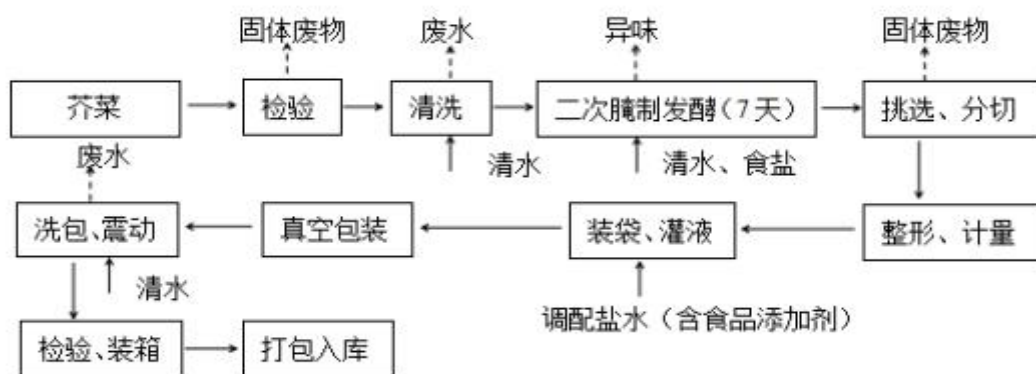 固体废物 废水 异味 固体废物
芥菜 检验 清洗 二次腌制发酵（7天） 挑选、分切
废水 清水 清水、食盐
洗包、震动 真空包装 装袋、灌液 整形、计量
清水 调配盐水（含食品添加剂）
检验、装箱 打包入库